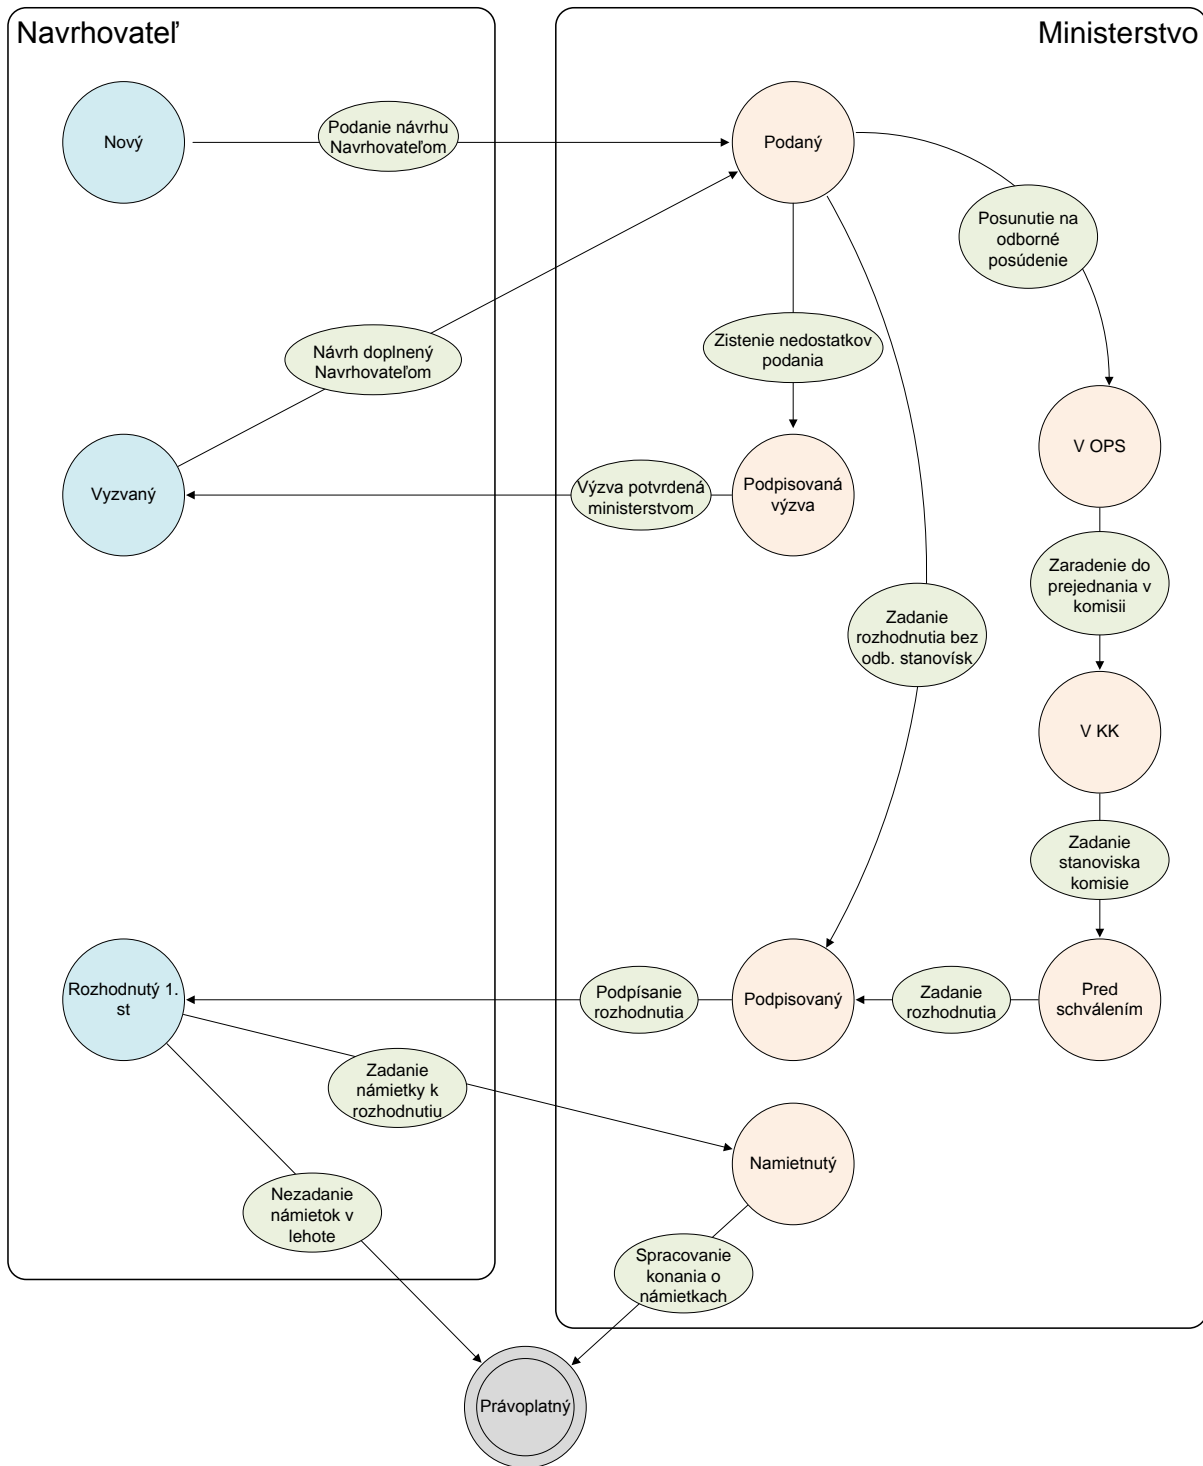 Navrhovateľ
Ministerstvo
Nový
Podanie návrhu
Navrhovateľom
Podaný
Posunutie na
odborné
posúdenie
Návrh doplnený
Navrhovateľom
Zistenie nedostatkov
podania
V OPS
Vyzvaný
Výzva potvrdená
ministerstvom
Podpisovaná
výzva
Zaradenie do
prejednania v
komisii
Zadanie
rozhodnutia bez
odb. stanovísk
V KK
Zadanie
stanoviska
komisie
Rozhodnutý 1.
st
Podpísanie
rozhodnutia
Podpisovaný
Zadanie
rozhodnutia
Pred
schválením
Zadanie
námietky k
rozhodnutiu
Namietnutý
Nezadanie
námietok v
lehote
Spracovanie
konania o
námietkach
Právoplatný